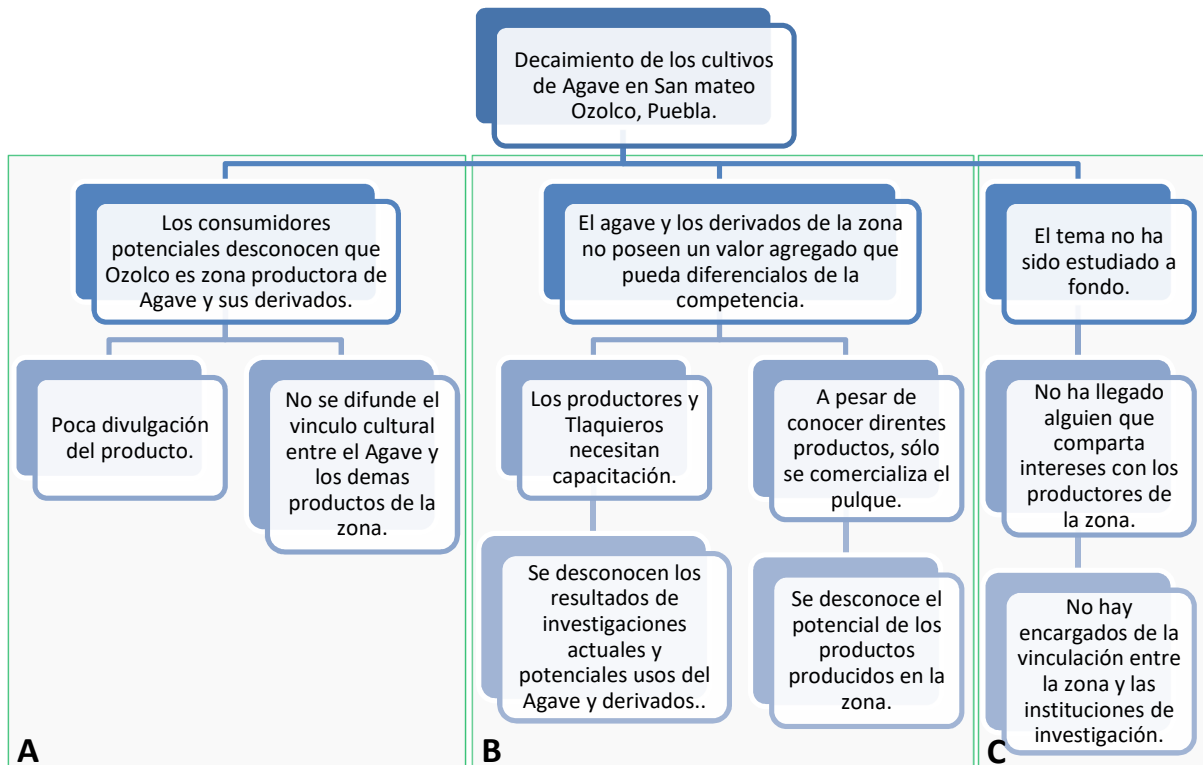 Decaimiento de los cultivos
de Agave en San mateo
Ozolco, Puebla.
Los consumidores
potenciales desconocen que
Ozolco es zona productora de
Agave y sus derivados.
El agave y los derivados de la zona
no poseen un valor agregado que
pueda diferencialos de la
competencia.
El tema no ha
sido estudiado a
fondo.
Poca divulgación
del producto.
No se difunde el
vinculo cultural
entre el Agave y
los demas
productos de la
zona.
Los productores y
Tlaquieros
necesitan
capacitación.
A pesar de
conocer direntes
productos, sólo
se comercializa el
pulque.
No ha llegado
alguien que
comparta
intereses con los
productores de
la zona.
Se desconocen los
resultados de
investigaciones
actuales y
potenciales usos del
Agave y derivados..
Se desconoce el
potencial de los
productos
producidos en la
zona.
No hay
encargados de la
vinculación entre
la zona y las
instituciones de
investigación.
A
B
C